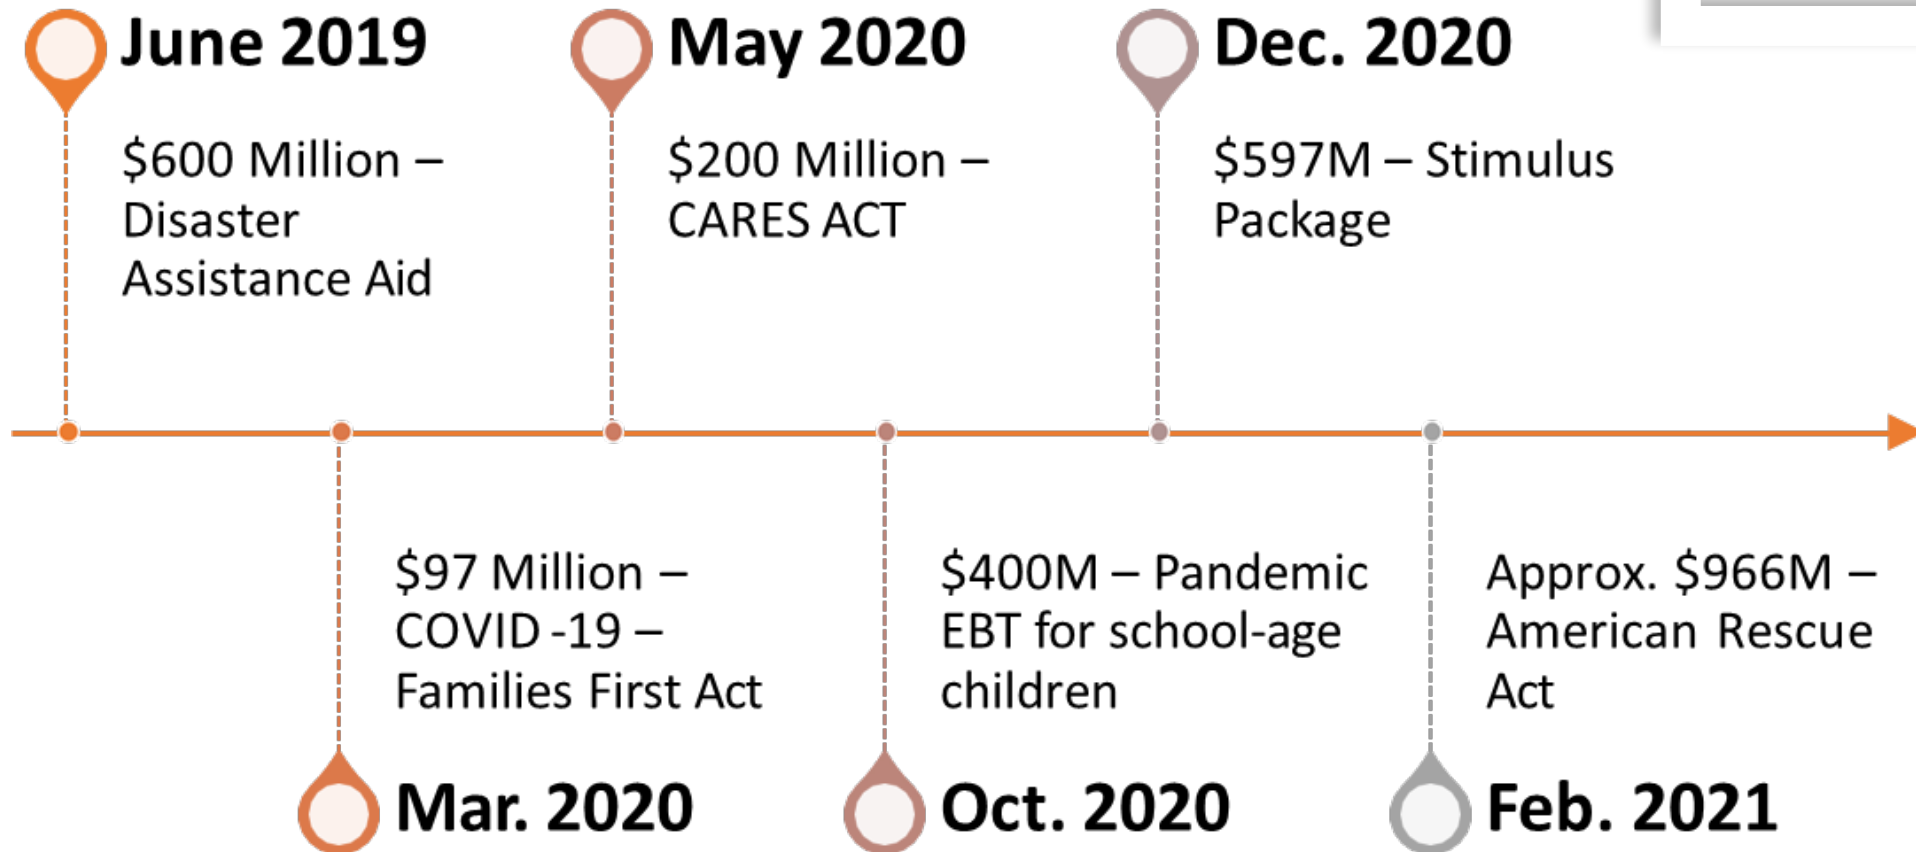 June 2019
$600 Million –
Disaster
Assistance Aid
Mar. 2020
$97 Million –
COVID -19 –
Families First Act
May 2020
$200 Million –
CARES ACT
Oct. 2020
$400M – Pandemic
EBT for school-age
children
Dec. 2020
$597M – Stimulus
Package
Feb. 2021
Approx. $966M –
American Rescue
Act